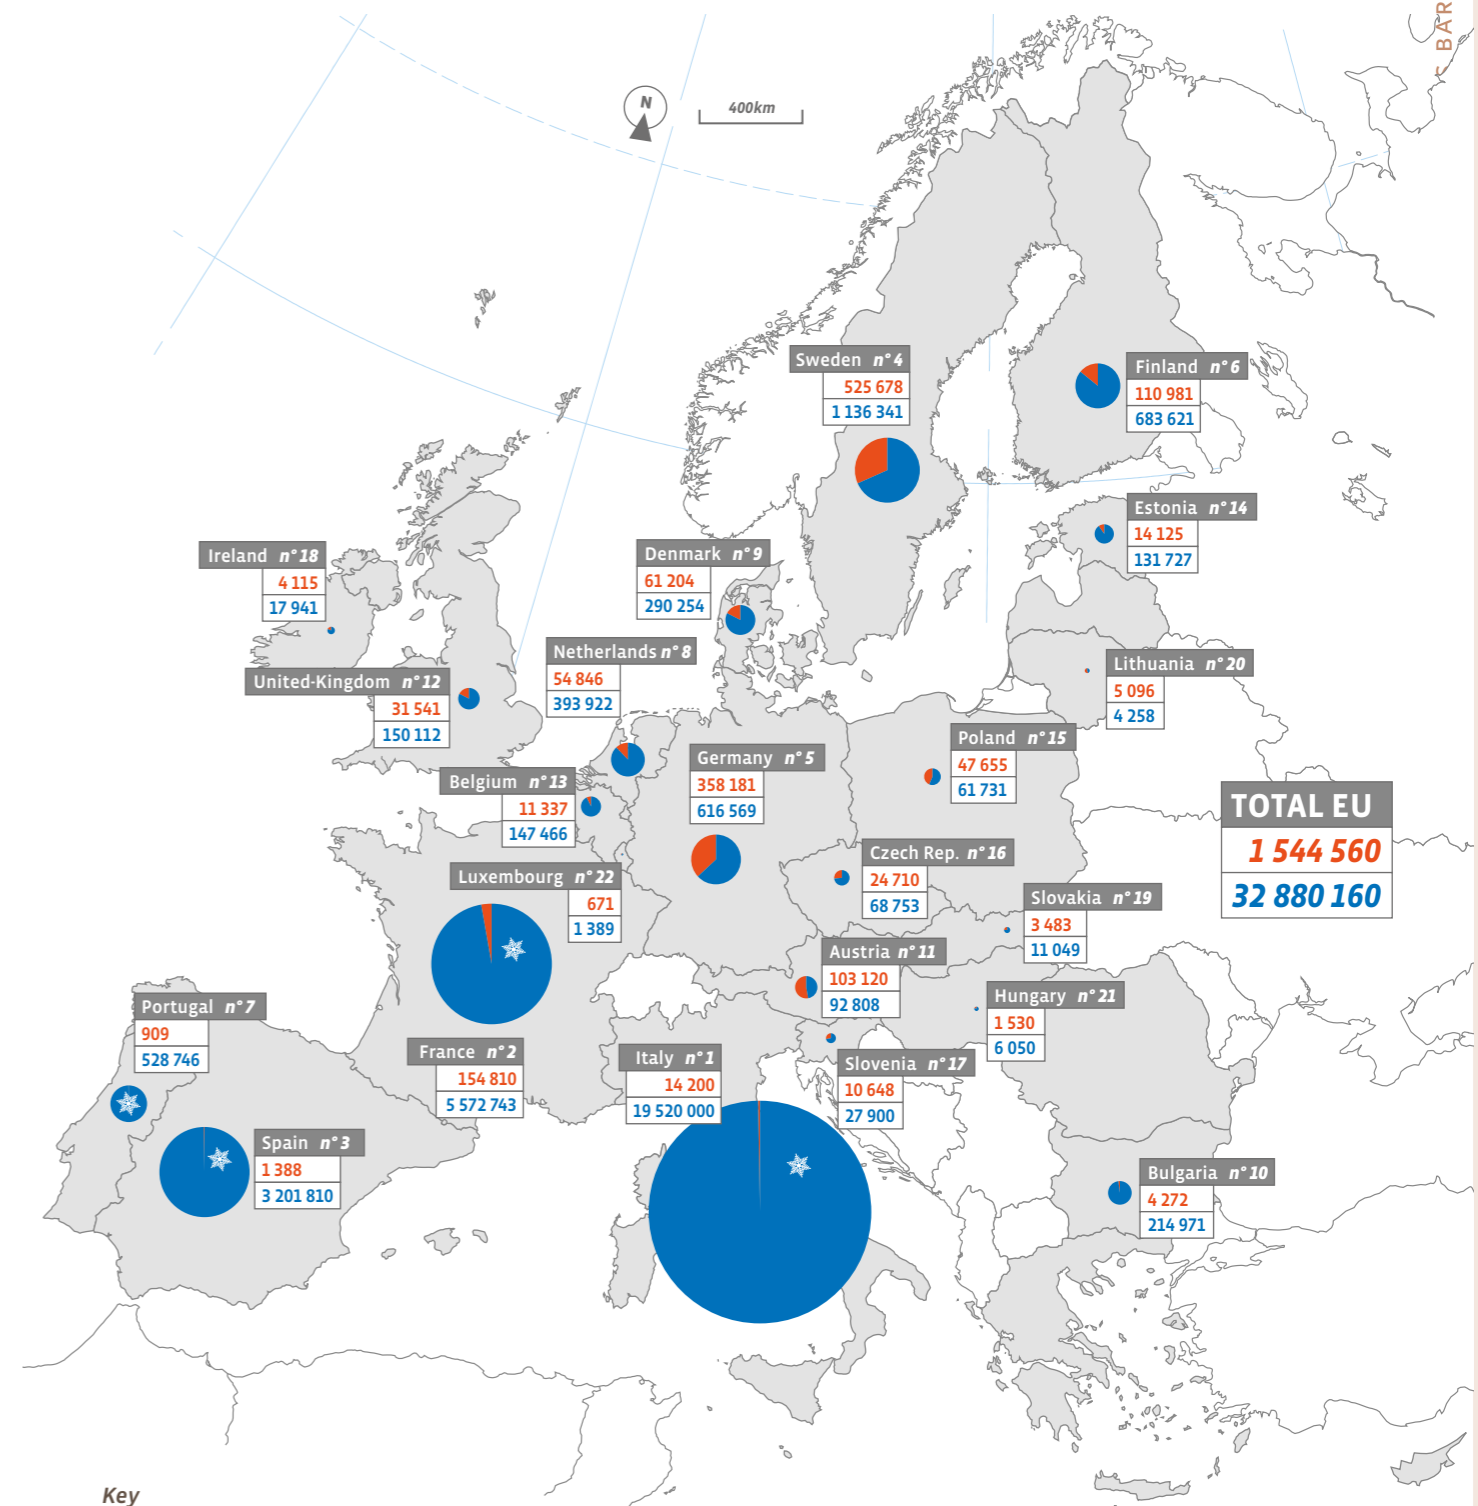 BAR
N
400km
Sweden n° 4
525 678
1 136 341
Finland n° 6
110 981
683 621
Estonia n° 14
14 125
131 727
Ireland n° 18
4 115
17 941
Denmark n° 9
61 204
290 254
Netherlands n° 8
54 846
393 922
Lithuania n° 20
5 096
4 258
United-Kingdom n° 12
31 541
150 112
Poland n° 15
47 655
61 731
Germany n° 5
358 181
616 569
Belgium n° 13
11 337
147 466
TOTAL EU
1 544 560
32 880 160
Czech Rep. n° 16
24 710
68 753
Luxembourg n° 22
671
1 389
Slovakia n° 19
3 483
11 049
Austria n° 11
103 120
92 808
Hungary n° 21
1 530
6 050
Portugal n° 7
909
528 746
France n° 2
154 810
5 572 743
Italy n° 1
14 200
19 520 000
Slovenia n° 17
10 648
27 900
Spain n° 3
1 388
3 201 810
Bulgaria n° 10
4 272
214 971
Key